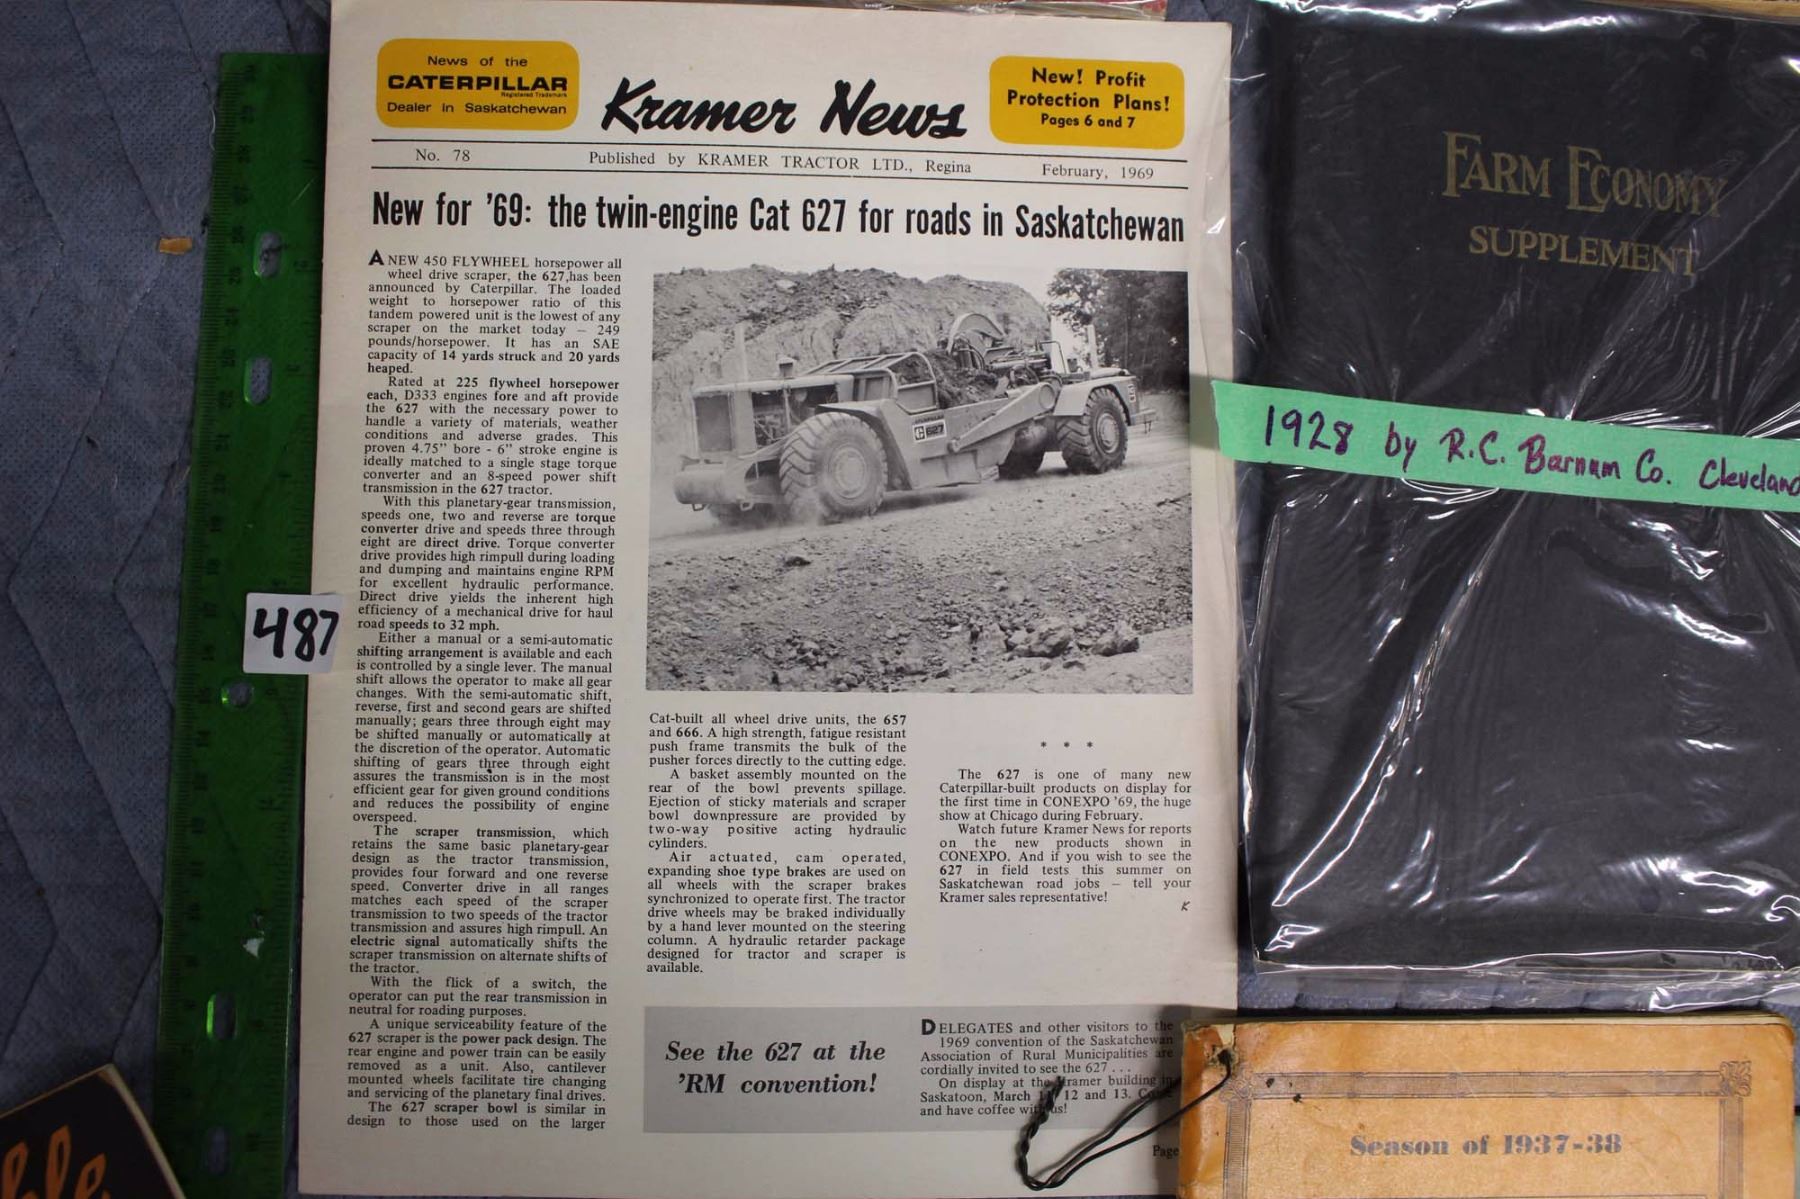 News of the
CATERPILLAR
Registered Trademark
Dealer in Saskatchewan
Kramer News
New! Profit
Protection Plans!
Pages 6 and 7
No. 78
Published by KRAMER TRACTOR LTD., Regina
February, 1969
New for '69: the twin-engine Cat 627 for roads in Saskatchewan
A NEW 450 FLYWHEEL horsepower all
wheel drive scraper, the 627,has been
announced by Caterpillar. The loaded
weight to horsepower ratio of this
tandem powered unit is the lowest of any
scraper on the market today — 249
pounds/horsepower. It has an SAE
capacity of 14 yards struck and 20 yards
heaped.
Rated at 225 flywheel horsepower
each, D333 engines fore and aft provide
the 627 with the necessary power to
handle a variety of materials, weather
conditions and adverse grades. This
proven 4.75” bore - 6” stroke engine is
ideally matched to a single stage torque
converter and an 8-speed power shift
transmission in the 627 tractor.
With this planetary-gear transmission,
speeds one, two and reverse are torque
converter drive and speeds three through
eight are direct drive. Torque converter
drive provides high rimpull during loading
and dumping and maintains engine RPM
for excellent hydraulic performance.
Direct drive yields the inherent high
efficiency of a mechanical drive for haul
road speeds to 32 mph.
Either a manual or a semi-automatic
shifting arrangement is available and each
is controlled by a single lever. The manual
shift allows the operator to make all gear
changes. With the semi-automatic shift,
reverse, first and second gears are shifted
manually; gears three through eight may
be shifted manually or automatically at
the discretion of the operator. Automatic
shifting of gears three through eight
assures the transmission is in the most
efficient gear for given ground conditions
and reduces the possibility of engine
overspeed.
The scraper transmission, which
retains the same basic planetary-gear
design as the tractor transmission,
provides four forward and one reverse
speed. Converter drive in all ranges
matches each speed of the scraper
transmission to two speeds of the tractor
transmission and assures high rimpull. An
electric signal automatically shifts the
scraper transmission on alternate shifts of
the tractor.
With the flick of a switch, the
operator can put the rear transmission in
neutral for roading purposes.
A unique serviceability feature of the
627 scraper is the power pack design. The
rear engine and power train can be easily
removed as a unit. Also, cantilever
mounted wheels facilitate tire changing
and servicing of the planetary final drives.
The 627 scraper bowl is similar in
design to those used on the larger
627
Cat-built all wheel drive units, the 657
and 666. A high strength, fatigue resistant
push frame transmits the bulk of the
pusher forces directly to the cutting edge.
A basket assembly mounted on the
rear of the bowl prevents spillage.
Ejection of sticky materials and scraper
bowl downpressure are provided by
two-way positive acting hydraulic
cylinders.
Air actuated, cam operated,
expanding shoe type brakes are used on
all wheels with the scraper brakes
synchronized to operate first. The tractor
drive wheels may be braked individually
by a hand lever mounted on the steering
column. A hydraulic retarder package
designed for tractor and scraper is
available.
* * *
The 627 is one of many new
Caterpillar-built products on display for
the first time in CONEXPO '69, the huge
show at Chicago during February.
Watch future Kramer News for reports
on the new products shown in
CONEXPO. And if you wish to see the
627 in field tests this summer on
Saskatchewan road jobs — tell your
Kramer sales representative!
K
See the 627 at the
'RM convention!
DELEGATES and other visitors to the
1969 convention of the Saskatchewan
Association of Rural Municipalities are
cordially invited to see the 627 . . .
On display at the Kramer building in
Saskatoon, March 12 and 13.
and have coffee with us!
Page
487
FARM ECONOMY
SUPPLEMENT
1928 by R.C. Barnum Co. Cleveland
Season of 1937-38